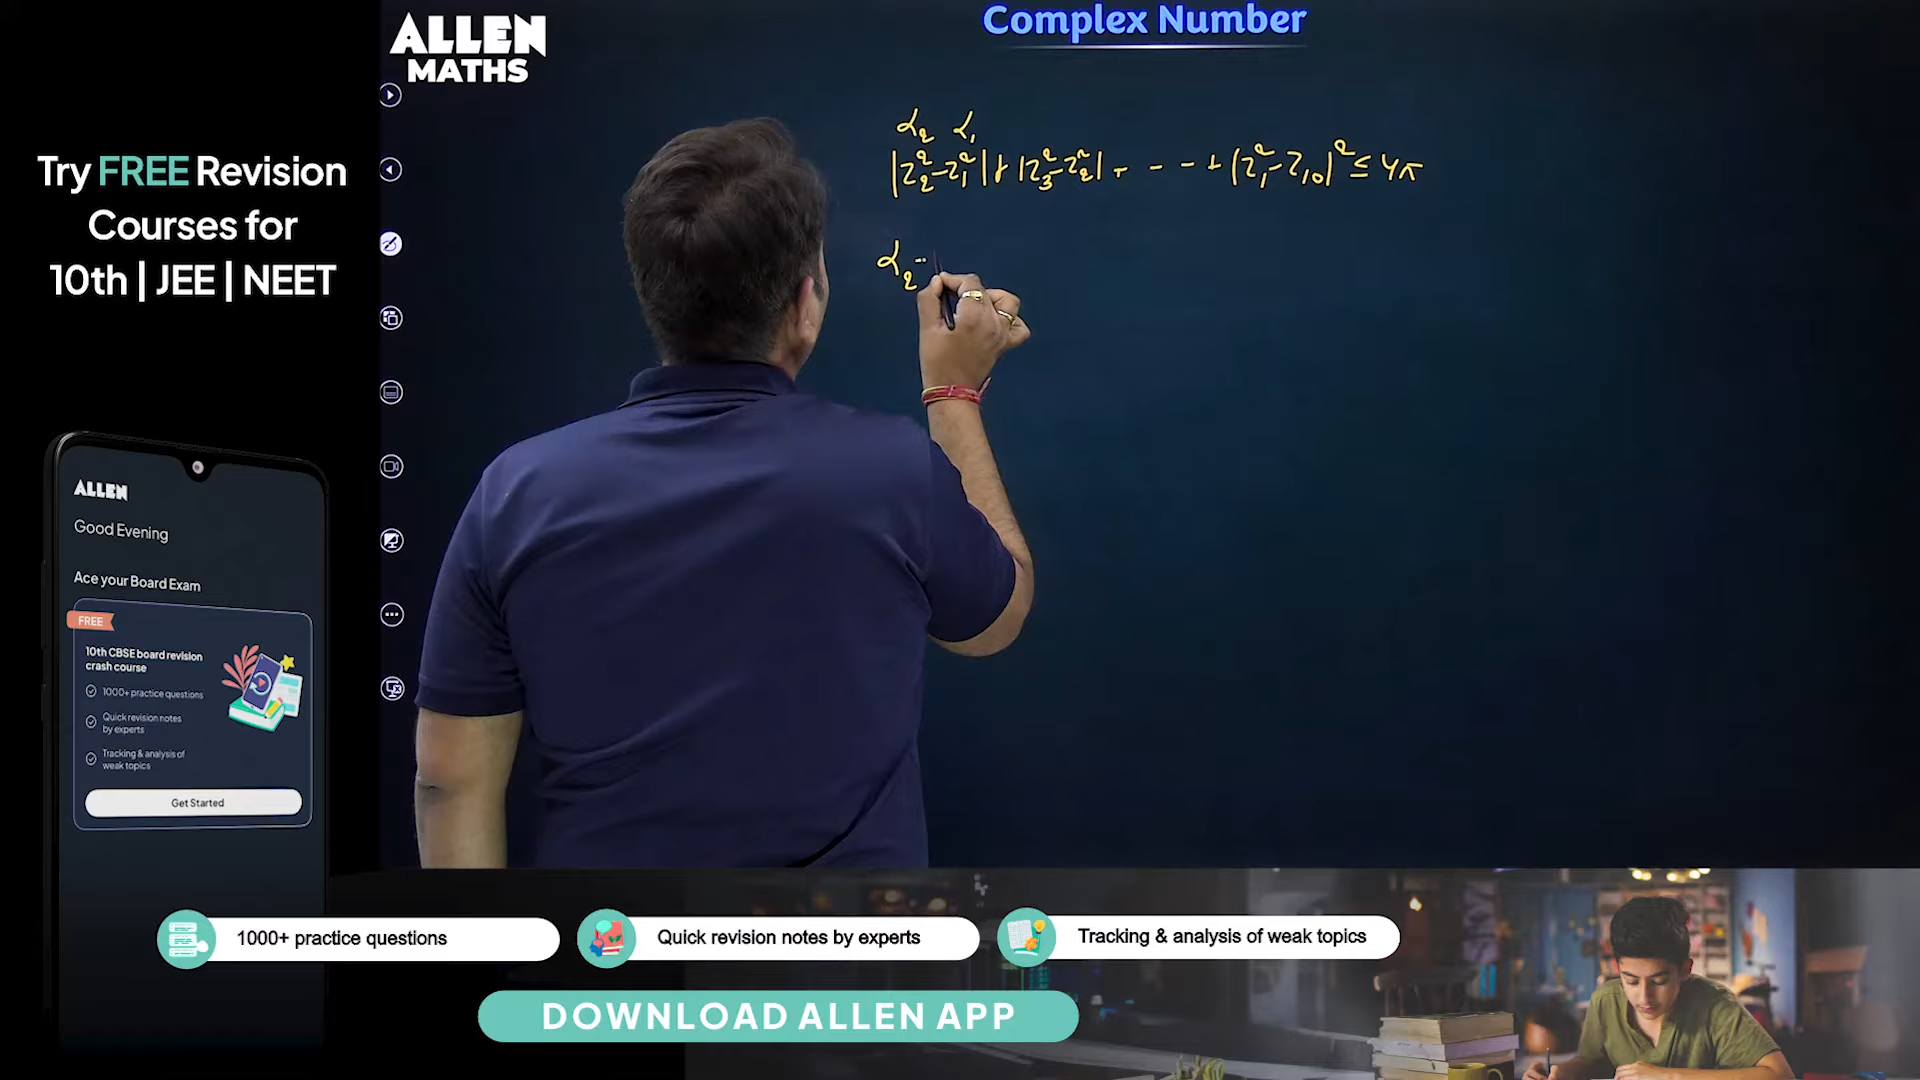 Complex Number
ALLEN
MATHS
Try FREE Revision
Courses for
10th | JEE | NEET
α₂ α₁
|z₂²-z₁²|+|z₃²-z₂²|+ - - + |z₁²-z₁₀|² ≤ 4π
α₂ -
ALLEN
Good Evening
Ace your Board Exam
FREE
10th CBSE board revision
crash course
1000+ practice questions
Quick revision notes
by experts
Tracking & analysis of
weak topics
Get Started
1000+ practice questions
Quick revision notes by experts
Tracking & analysis of weak topics
DOWNLOAD ALLEN APP